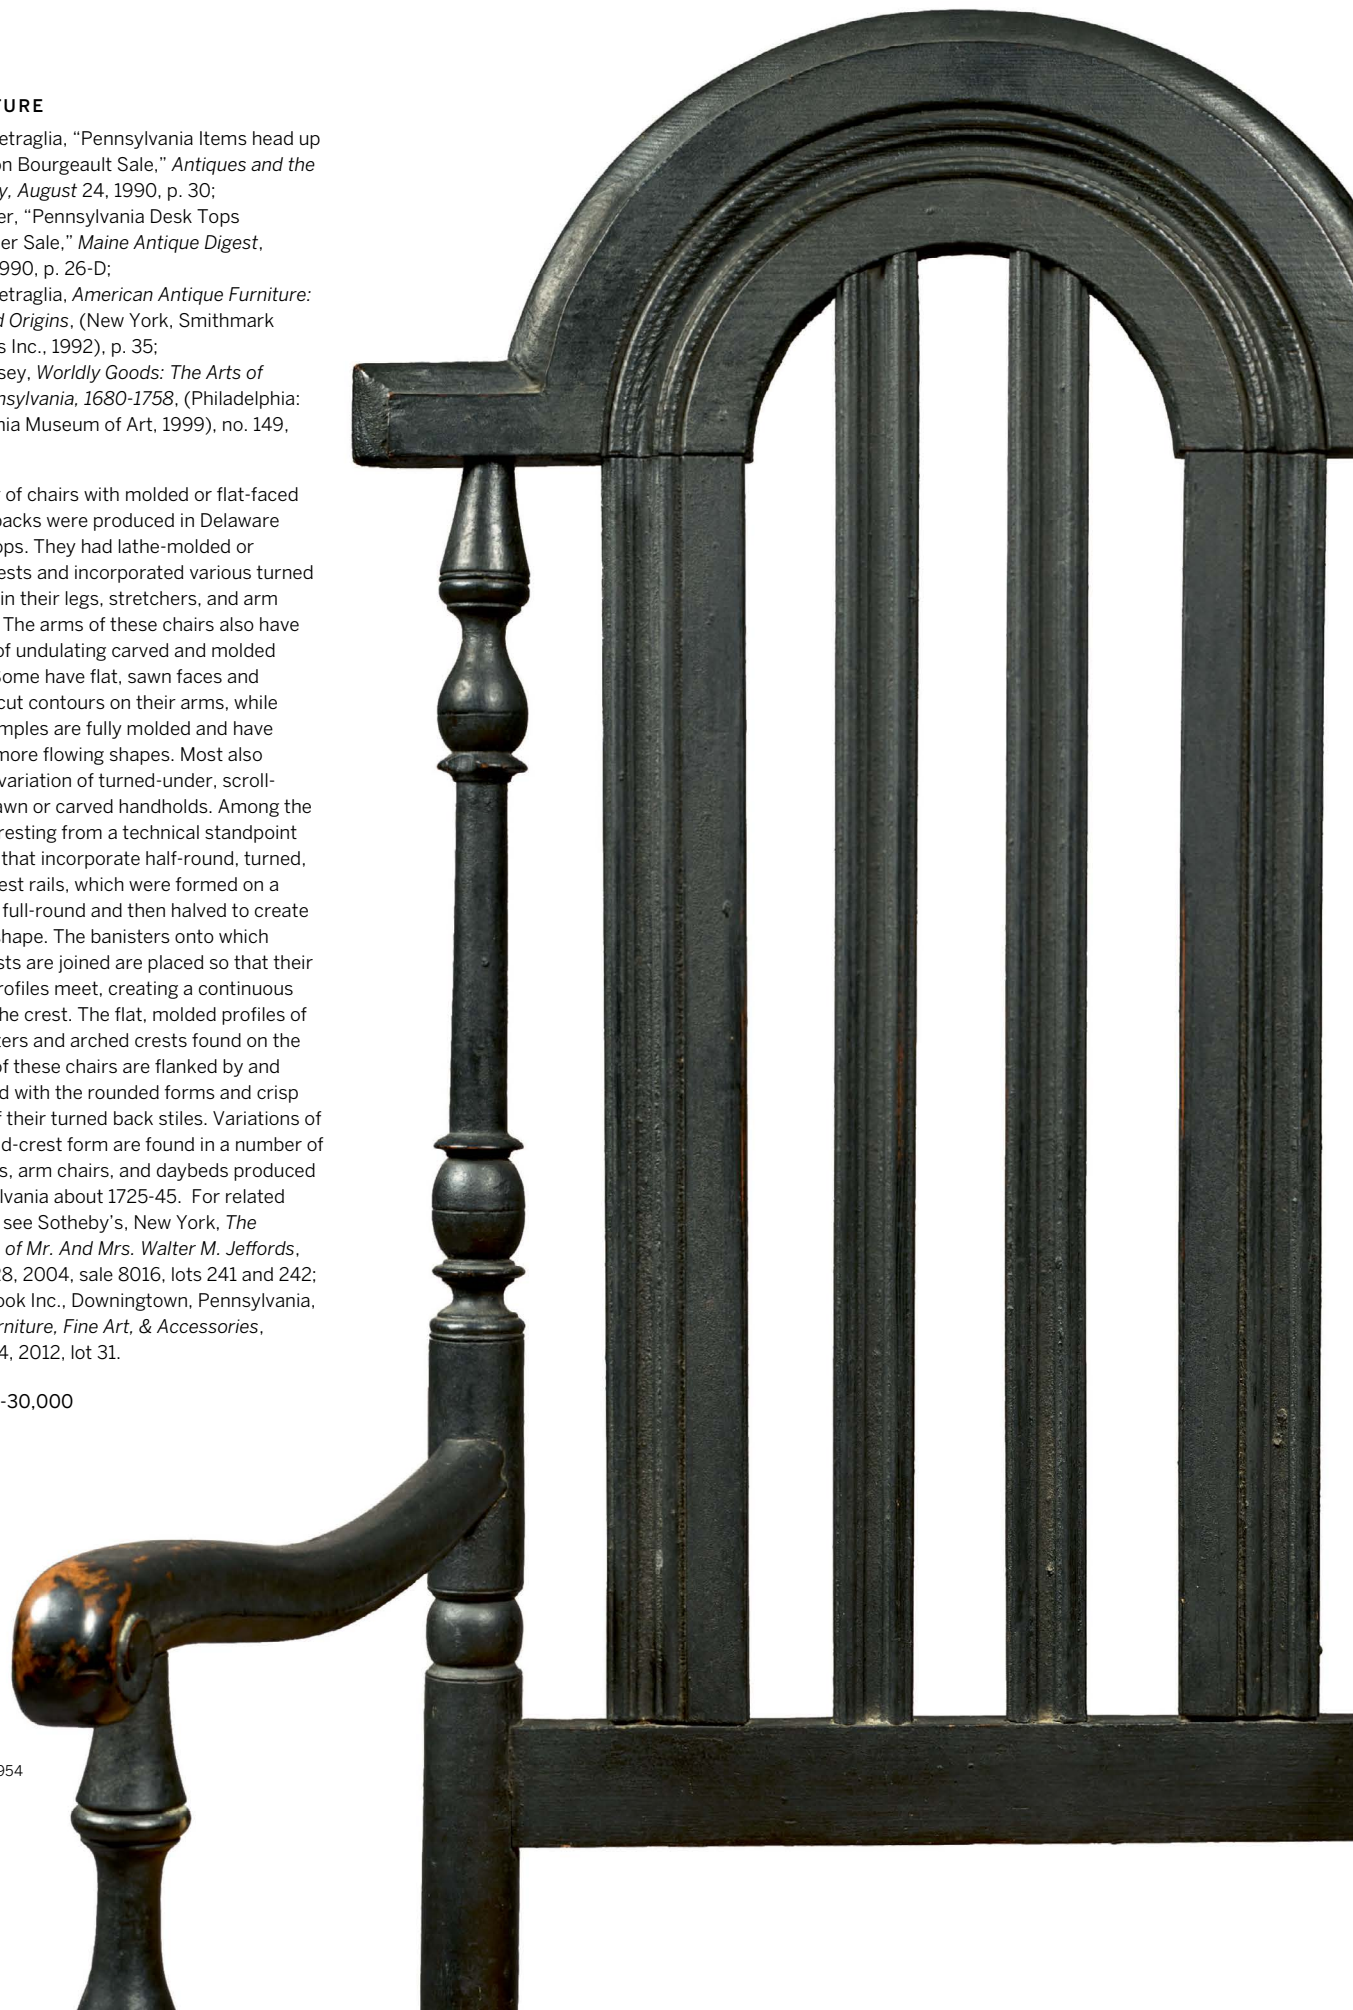 TURE
etraglia, “Pennsylvania Items head up
on Bourgeault Sale,” Antiques and the
y, August 24, 1990, p. 30;
er, “Pennsylvania Desk Tops
er Sale,” Maine Antique Digest,
990, p. 26-D;
etraglia, American Antique Furniture:
d Origins, (New York, Smithmark
s Inc., 1992), p. 35;
sey, Worldly Goods: The Arts of
nsylvania, 1680-1758, (Philadelphia:
nia Museum of Art, 1999), no. 149,
of chairs with molded or flat-faced
backs were produced in Delaware
ops. They had lathe-molded or
ests and incorporated various turned
in their legs, stretchers, and arm
The arms of these chairs also have
of undulating carved and molded
Some have flat, sawn faces and
cut contours on their arms, while
mples are fully molded and have
more flowing shapes. Most also
variation of turned-under, scroll-
awn or carved handholds. Among the
resting from a technical standpoint
that incorporate half-round, turned,
est rails, which were formed on a
full-round and then halved to create
shape. The banisters onto which
sts are joined are placed so that their
rofiles meet, creating a continuous
he crest. The flat, molded profiles of
ters and arched crests found on the
of these chairs are flanked by and
d with the rounded forms and crisp
f their turned back stiles. Variations of
d-crest form are found in a number of
s, arm chairs, and daybeds produced
lvania about 1725-45.  For related
see Sotheby’s, New York, The
of Mr. And Mrs. Walter M. Jeffords,
28, 2004, sale 8016, lots 241 and 242;
ook Inc., Downingtown, Pennsylvania,
rniture, Fine Art, & Accessories,
4, 2012, lot 31.
-30,000
954